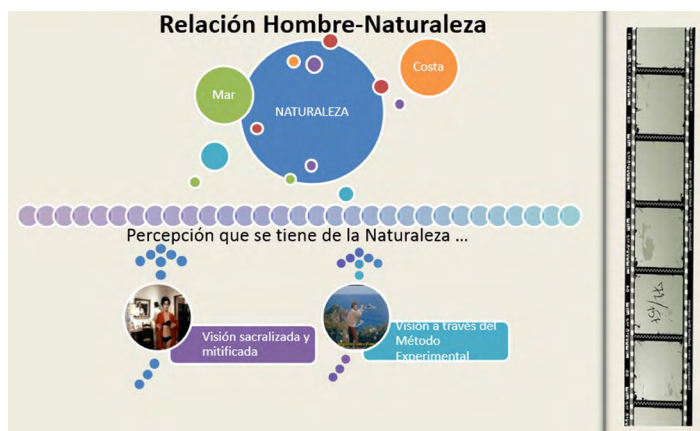 Relación Hombre-Naturaleza
Mar
Costa
NATURALEZA
Percepción que se tiene de la Naturaleza ...
Visión sacralizada y
mitificada
Visión a través del
Método
Experimental